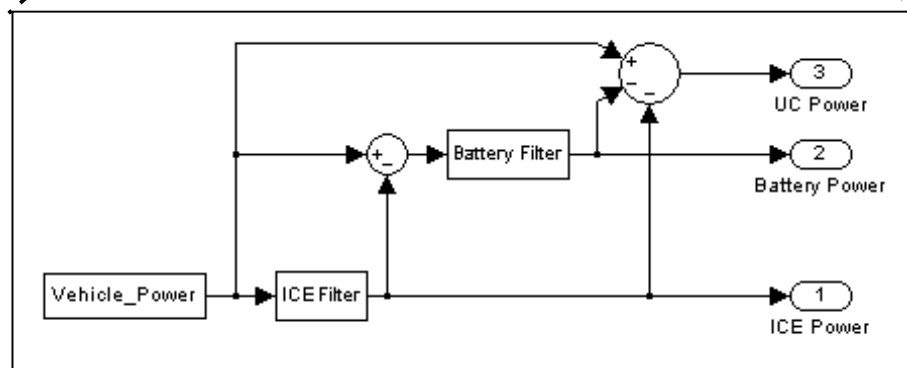 +
−
−
3
UC Power
+
−
Battery Filter
2
Battery Power
Vehicle_Power
ICE Filter
1
ICE Power